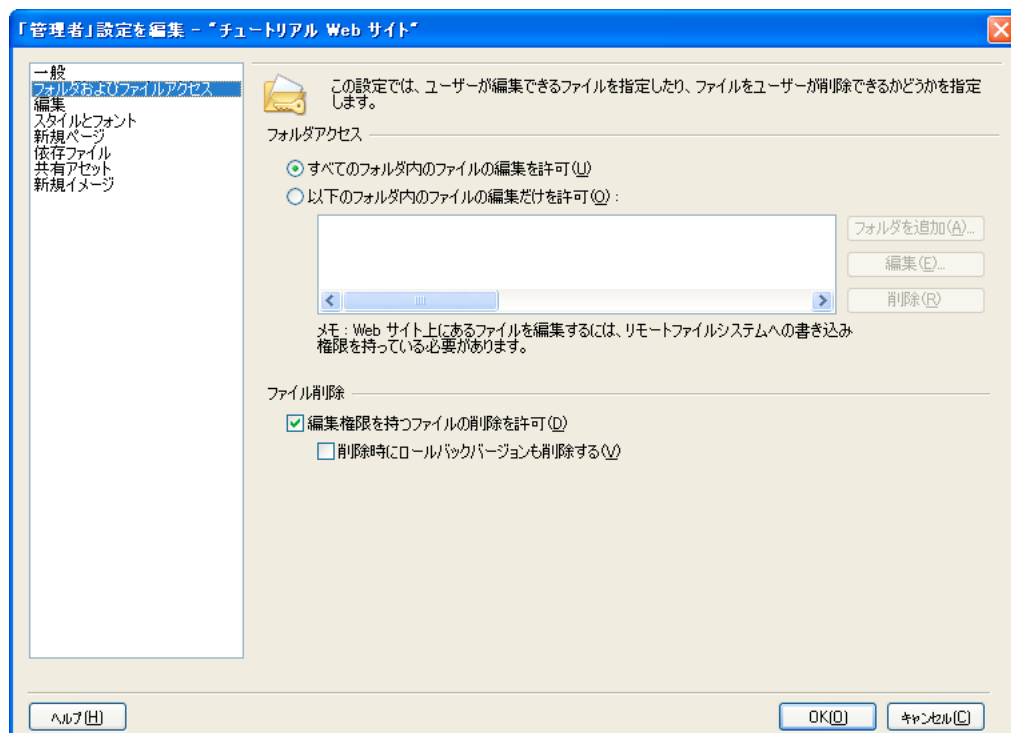 「管理者」設定を編集 - "チュートリアル Web サイト"
一般
フォルダおよびファイルアクセス
編集
スタイルとフォント
新規ページ
依存ファイル
共有アセット
新規イメージ
この設定では、ユーザーが編集できるファイルを指定したり、ファイルをユーザーが削除できるかどうかを指定
します。
フォルダアクセス
すべてのフォルダ内のファイルの編集を許可(U)
以下のフォルダ内のファイルの編集だけを許可(O)：
フォルダを追加(A)...
編集(E)...
削除(R)
メモ：Web サイト上にあるファイルを編集するには、リモートファイルシステムへの書き込み
権限を持っている必要があります。
ファイル削除
編集権限を持つファイルの削除を許可(D)
削除時にロールバックバージョンも削除する(V)
ヘルプ(H)
OK(O)
キャンセル(C)